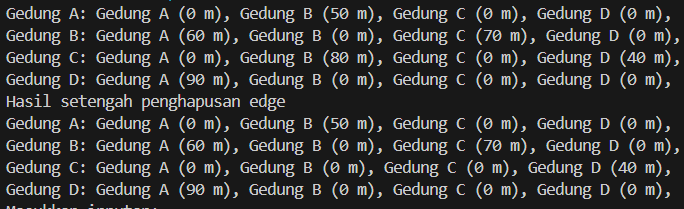 Gedung A: Gedung A (0 m), Gedung B (50 m), Gedung C (0 m), Gedung D (0 m),
Gedung B: Gedung A (60 m), Gedung B (0 m), Gedung C (70 m), Gedung D (0 m),
Gedung C: Gedung A (0 m), Gedung B (80 m), Gedung C (0 m), Gedung D (40 m),
Gedung D: Gedung A (90 m), Gedung B (0 m), Gedung C (0 m), Gedung D (0 m),
Hasil setengah penghapusan edge
Gedung A: Gedung A (0 m), Gedung B (50 m), Gedung C (0 m), Gedung D (0 m),
Gedung B: Gedung A (60 m), Gedung B (0 m), Gedung C (70 m), Gedung D (0 m),
Gedung C: Gedung A (0 m), Gedung B (0 m), Gedung C (0 m), Gedung D (40 m),
Gedung D: Gedung A (90 m), Gedung B (0 m), Gedung C (0 m), Gedung D (0 m),